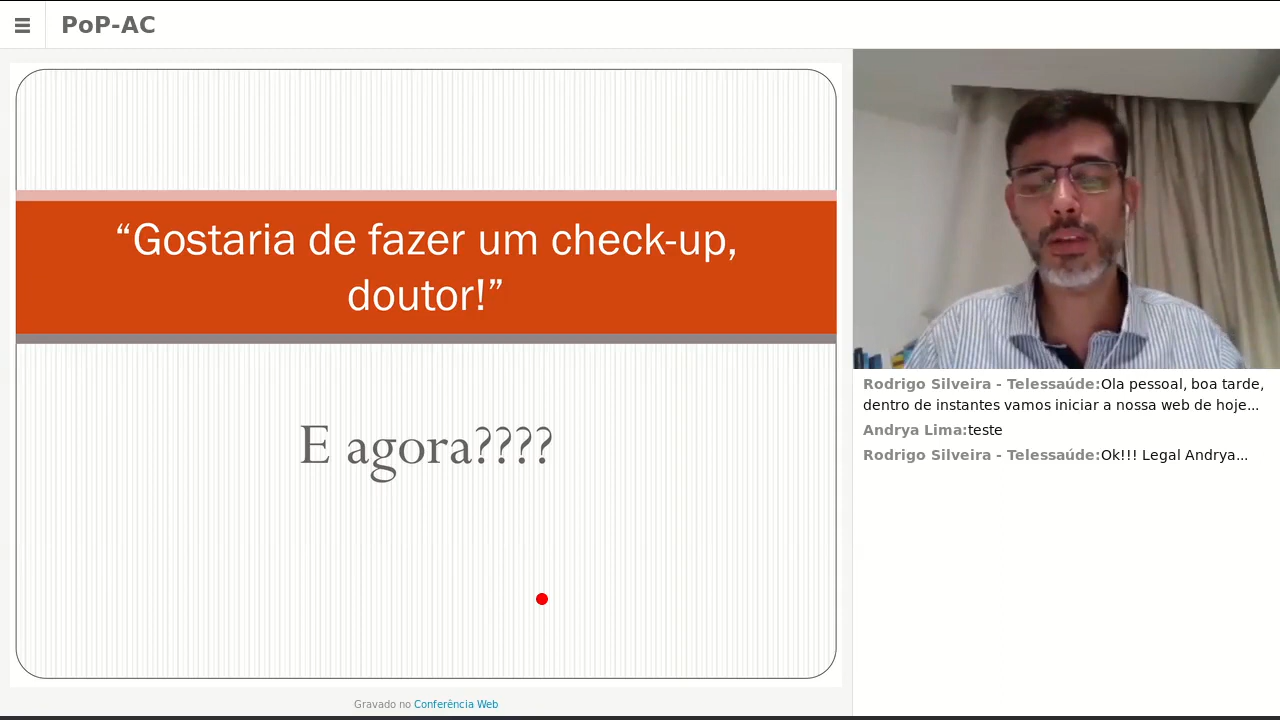 PoP-AC
“Gostaria de fazer um check-up,
doutor!”
E agora????
Rodrigo Silveira - Telessaúde:Ola pessoal, boa tarde,
dentro de instantes vamos iniciar a nossa web de hoje...
Andrya Lima:teste
Rodrigo Silveira - Telessaúde:Ok!!! Legal Andrya...
Gravado no Conferência Web